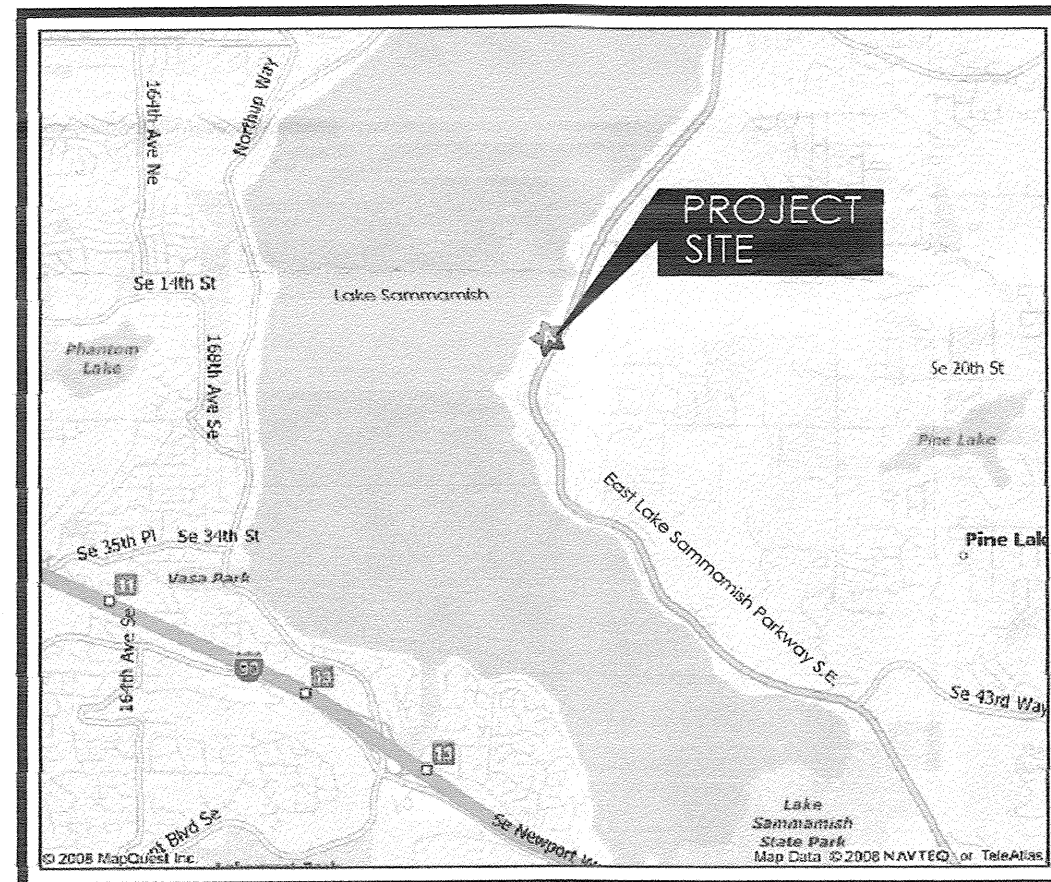 164th Ave Ne
Northup Way
PROJECT
SITE
Se 14th St
Lake Sammamish
Phantom
Lake
168th Ave Se
Se 20th St
Pine Lake
East Lake Sammamish Parkway S.E.
Se 35th Pl
Se 34th St
Pine Lak
Vasa Park
11
164th Ave Se
90
13
Se 43rd Way
13
Lake
Sammamish
State Park
Blvd Se
Se Newport
© 2008 MapQuest Inc.
Map Data © 2008 NAVTEQ or TeleAtlas